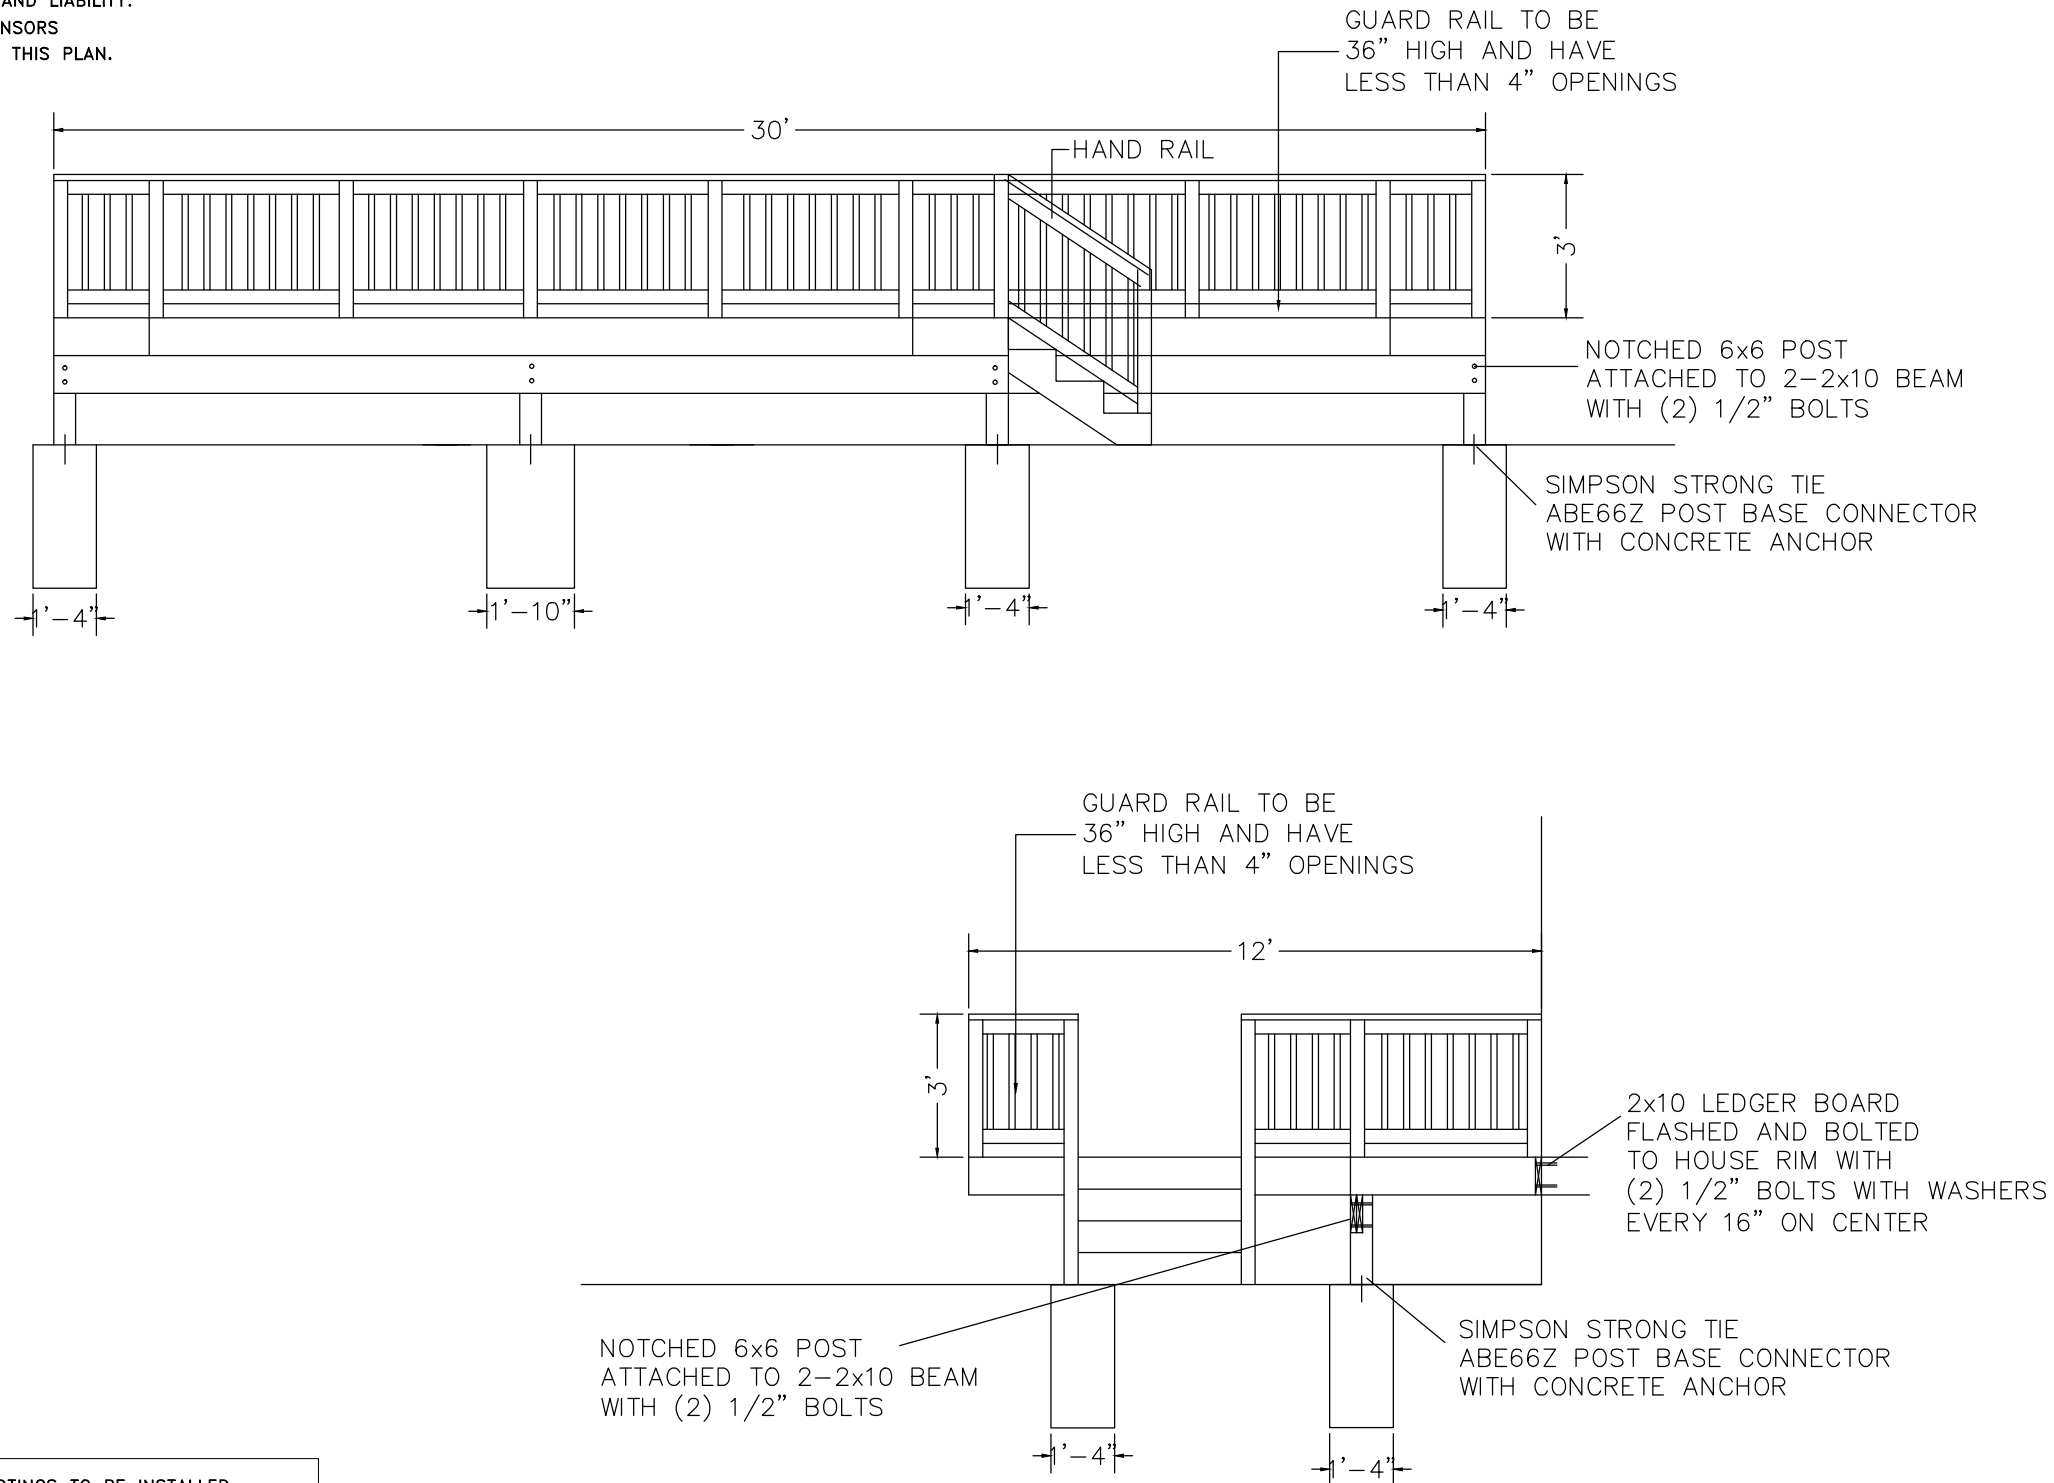 AND LIABILITY.
THIS PLAN.
GUARD RAIL TO BE
36” HIGH AND HAVE
LESS THAN 4” OPENINGS
30’
HAND RAIL
3’
NOTCHED 6x6 POST
ATTACHED TO 2-2x10 BEAM
WITH (2) 1/2” BOLTS
SIMPSON STRONG TIE
ABE66Z POST BASE CONNECTOR
WITH CONCRETE ANCHOR
1’-4”
1’-10”
1’-4”
1’-4”
GUARD RAIL TO BE
36” HIGH AND HAVE
LESS THAN 4” OPENINGS
12’
3’
2x10 LEDGER BOARD
FLASHED AND BOLTED
TO HOUSE RIM WITH
(2) 1/2” BOLTS WITH WASHERS
EVERY 16” ON CENTER
NOTCHED 6x6 POST
ATTACHED TO 2-2x10 BEAM
WITH (2) 1/2” BOLTS
SIMPSON STRONG TIE
ABE66Z POST BASE CONNECTOR
WITH CONCRETE ANCHOR
1’-4”
1’-4”
TO BE INSTALLED